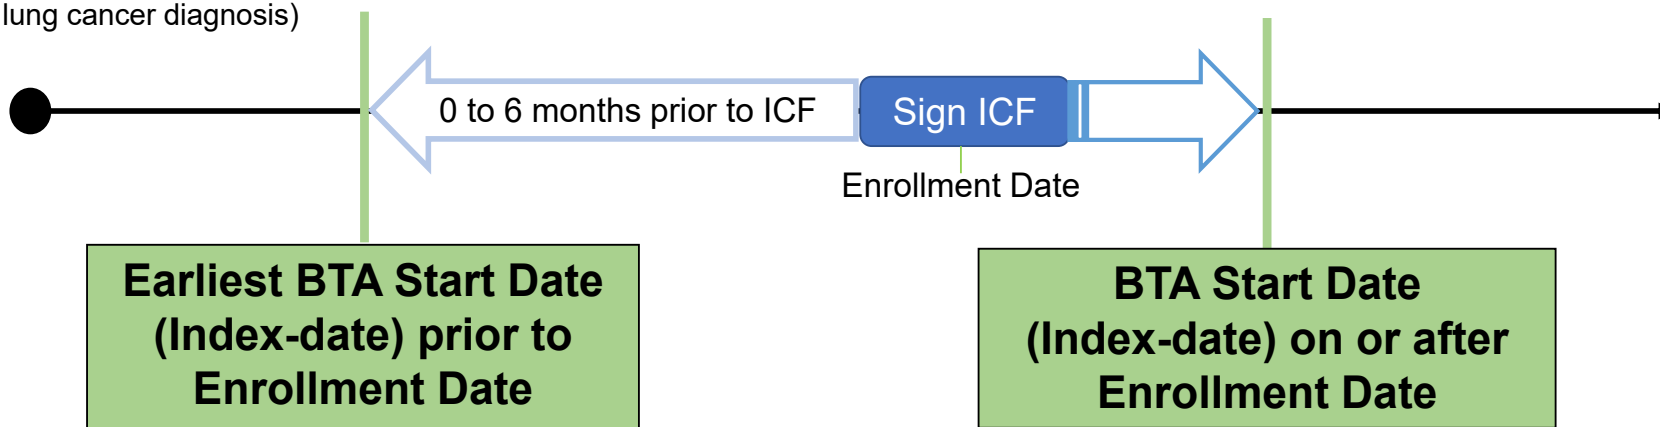 lung cancer diagnosis)
0 to 6 months prior to ICF
Sign ICF
Enrollment Date
Earliest BTA Start Date
(Index-date) prior to
Enrollment Date
BTA Start Date
(Index-date) on or after
Enrollment Date